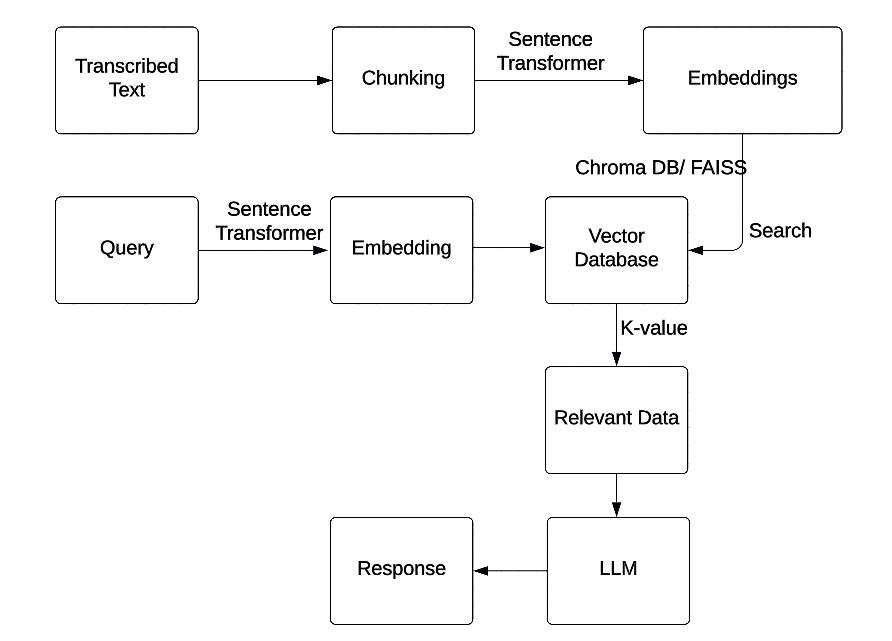 Transcribed
Text
Chunking
Sentence
Transformer
Embeddings
Chroma DB/ FAISS
Query
Sentence
Transformer
Embedding
Vector
Database
Search
K-value
Relevant Data
Response
LLM